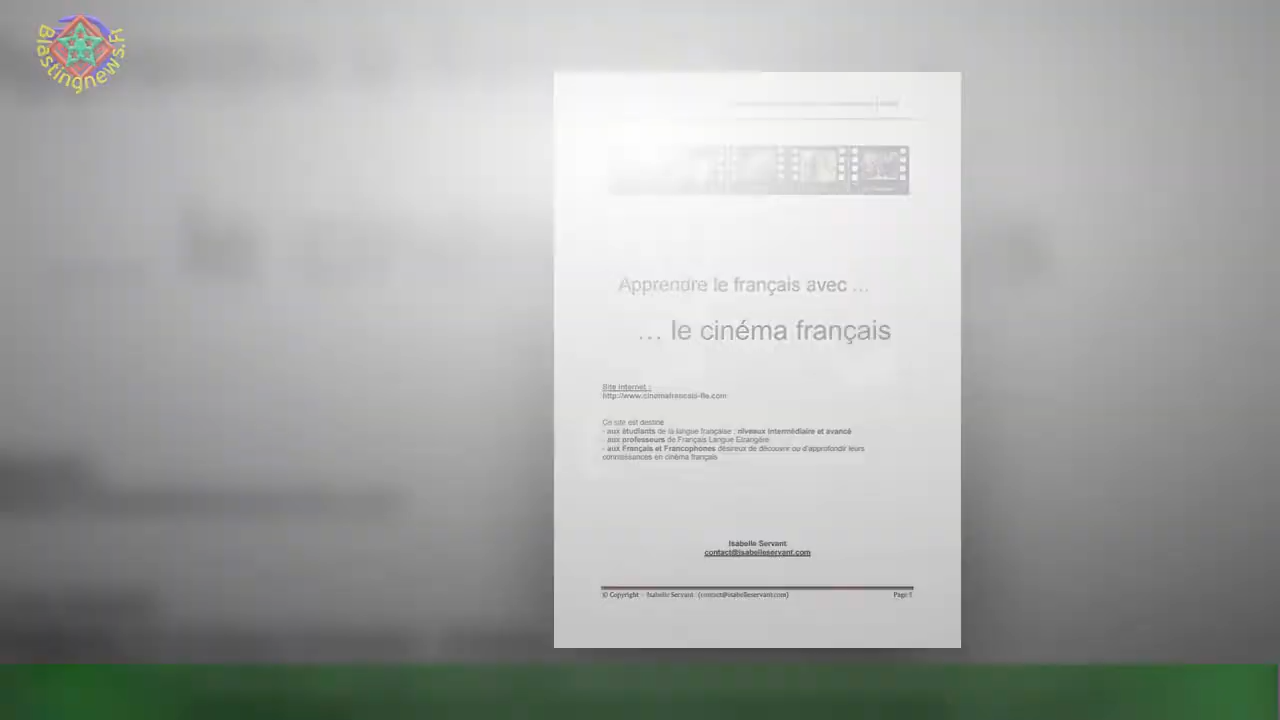 Blastingnews.Fr
Apprendre le français avec ...
... le cinéma français
Site Internet :
http://www.cinemafrancais-fle.com
Ce site est destiné
- aux étudiants de la langue française : niveaux intermédiaire et avancé
- aux professeurs de Français Langue Etrangère
- aux Français et Francophones désireux de découvrir ou d'approfondir leurs
connaissances en cinéma français
Isabelle Servant
contact@isabelleservant.com
© Copyright - Isabelle Servant (contact@isabelleservant.com) Page 1